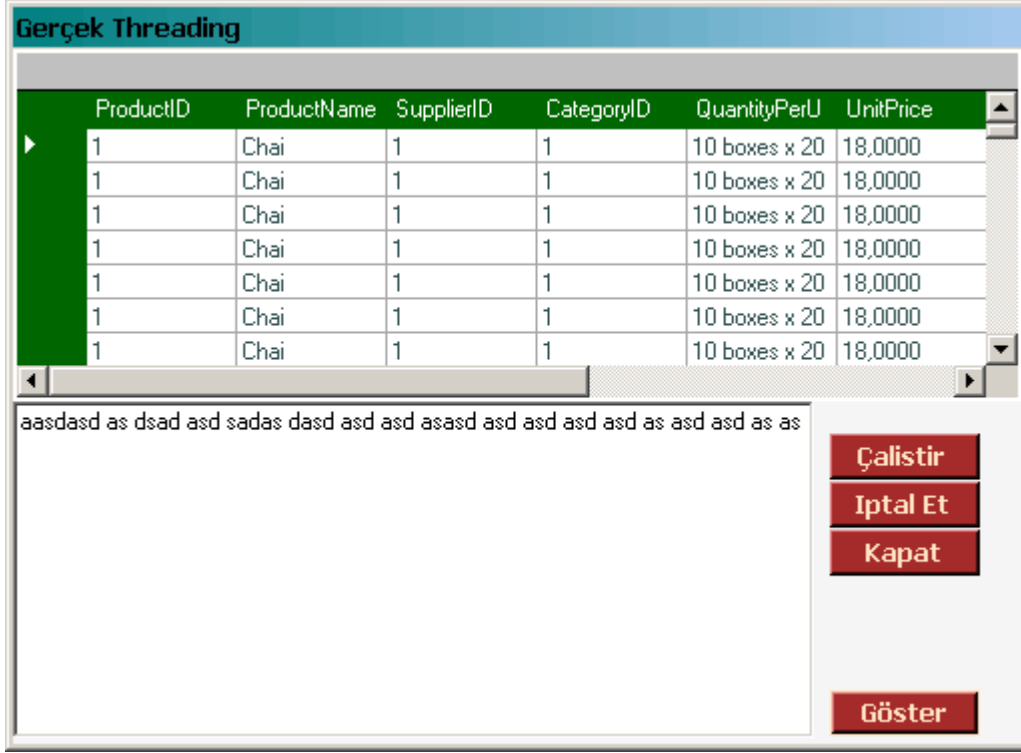 Gerçek Threading
ProductID ProductName SupplierID CategoryID QuantityPerU UnitPrice
1 Chai 1 1 10 boxes x 20 18,0000
1 Chai 1 1 10 boxes x 20 18,0000
1 Chai 1 1 10 boxes x 20 18,0000
1 Chai 1 1 10 boxes x 20 18,0000
1 Chai 1 1 10 boxes x 20 18,0000
1 Chai 1 1 10 boxes x 20 18,0000
1 Chai 1 1 10 boxes x 20 18,0000
aasdasd as dsad asd sadas dasd asd asd asasd asd asd asd asd as asd asd as as
Çalistir
Iptal Et
Kapat
Göster